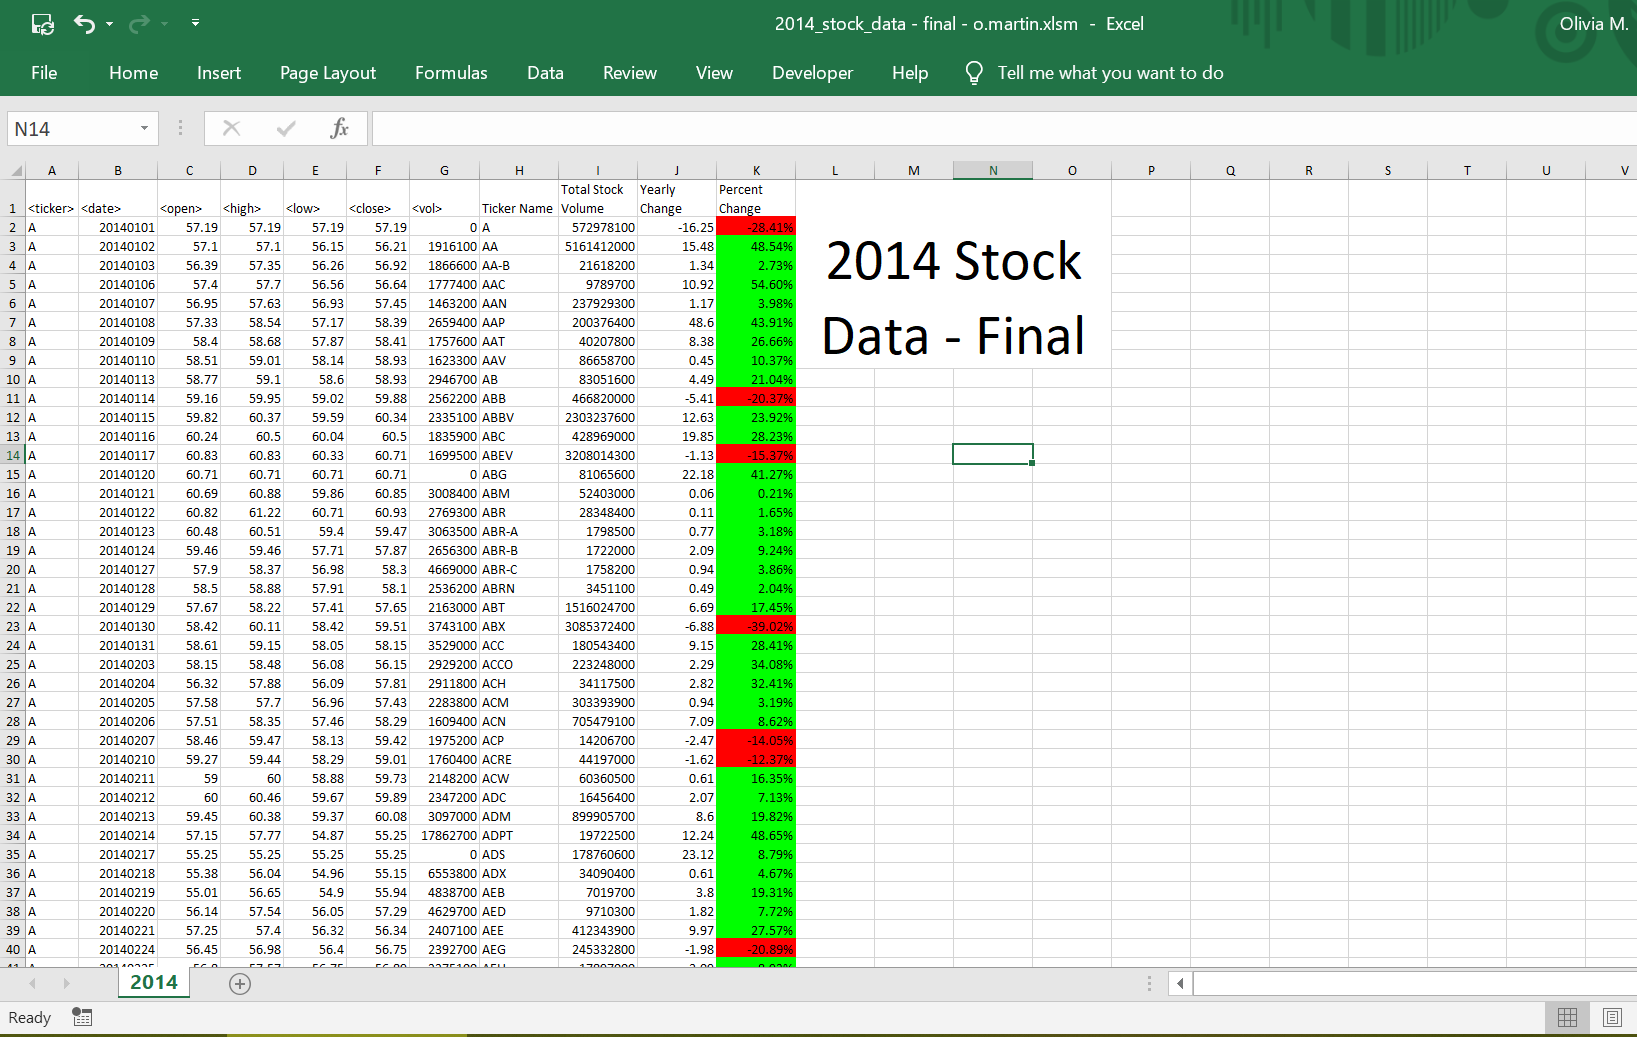 2014_stock_data - final - o.martin.xlsm - Excel
Olivia M.
File Home Insert Page Layout Formulas Data Review View Developer Help Tell me what you want to do
N14 fx
A B C D E F G H I J K L M N O P Q R S T U V
Total Stock Yearly Percent
1 <ticker> <date> <open> <high> <low> <close> <vol> Ticker Name Volume Change Change
2 A 20140101 57.19 57.19 57.19 57.19 0 A 572978100 -16.25 -28.41%
3 A 20140102 57.1 57.1 56.15 56.21 1916100 AA 5161412000 15.48 48.54%
4 A 20140103 56.39 57.35 56.26 56.92 1866600 AA-B 21618200 1.34 2.73%
5 A 20140106 57.4 57.7 56.56 56.64 1777400 AAC 9789700 10.92 54.60%
6 A 20140107 56.95 57.63 56.93 57.45 1463200 AAN 237929300 1.17 3.98%
7 A 20140108 57.33 58.54 57.17 58.39 2659400 AAP 200376400 48.6 43.91%
8 A 20140109 58.4 58.68 57.87 58.41 1757600 AAT 40207800 8.38 26.66%
9 A 20140110 58.51 59.01 58.14 58.93 1623300 AAV 86658700 0.45 10.37%
10 A 20140113 58.77 59.1 58.6 58.93 2946700 AB 83051600 4.49 21.04%
11 A 20140114 59.16 59.95 59.02 59.88 2562200 ABB 466820000 -5.41 -20.37%
12 A 20140115 59.82 60.37 59.59 60.34 2335100 ABBV 2303237600 12.63 23.92%
13 A 20140116 60.24 60.5 60.04 60.5 1835900 ABC 428969000 19.85 28.23%
14 A 20140117 60.83 60.83 60.33 60.71 1699500 ABEV 3208014300 -1.13 -15.37%
15 A 20140120 60.71 60.71 60.71 60.71 0 ABG 81065600 22.18 41.27%
16 A 20140121 60.69 60.88 59.86 60.85 3008400 ABM 52403000 0.06 0.21%
17 A 20140122 60.82 61.22 60.71 60.93 2769300 ABR 28348400 0.11 1.65%
18 A 20140123 60.48 60.51 59.4 59.47 3063500 ABR-A 1798500 0.77 3.18%
19 A 20140124 59.46 59.46 57.71 57.87 2656300 ABR-B 1722000 2.09 9.24%
20 A 20140127 57.9 58.37 56.98 58.3 4669000 ABR-C 1758200 0.94 3.86%
21 A 20140128 58.5 58.88 57.91 58.1 2536200 ABRN 3451100 0.49 2.04%
22 A 20140129 57.67 58.22 57.41 57.65 2163000 ABT 1516024700 6.69 17.45%
23 A 20140130 58.42 60.11 58.42 59.51 3743100 ABX 3085372400 -6.88 -39.02%
24 A 20140131 58.61 59.15 58.05 58.15 3529000 ACC 180543400 9.15 28.41%
25 A 20140203 58.15 58.48 56.08 56.15 2929200 ACCO 223248000 2.29 34.08%
26 A 20140204 56.32 57.88 56.09 57.81 2911800 ACH 34117500 2.82 32.41%
27 A 20140205 57.58 57.7 56.96 57.43 2283800 ACM 303393900 0.94 3.19%
28 A 20140206 57.51 58.35 57.46 58.29 1609400 ACN 705479100 7.09 8.62%
29 A 20140207 58.46 59.47 58.13 59.42 1975200 ACP 14206700 -2.47 -14.05%
30 A 20140210 59.27 59.44 58.29 59.01 1760400 ACRE 44197000 -1.62 -12.37%
31 A 20140211 59 60 58.88 59.73 2148200 ACW 60360500 0.61 16.35%
32 A 20140212 60 60.46 59.67 59.89 2347200 ADC 16456400 2.07 7.13%
33 A 20140213 59.45 60.38 59.37 60.08 3097000 ADM 899905700 8.6 19.82%
34 A 20140214 57.15 57.77 54.87 55.25 17862700 ADPT 19722500 12.24 48.65%
35 A 20140217 55.25 55.25 55.25 55.25 0 ADS 178760600 23.12 8.79%
36 A 20140218 55.38 56.04 54.96 55.15 6553800 ADX 34090400 0.61 4.67%
37 A 20140219 55.01 56.65 54.9 55.94 4838700 AEB 7019700 3.8 19.31%
38 A 20140220 56.14 57.54 56.05 57.29 4629700 AED 9710300 1.82 7.72%
39 A 20140221 57.25 57.4 56.32 56.34 2407100 AEE 412343900 9.97 27.57%
40 A 20140224 56.45 56.98 56.4 56.75 2392700 AEG 245332800 -1.98 -20.89%
2014 Stock
Data - Final
2014
Ready